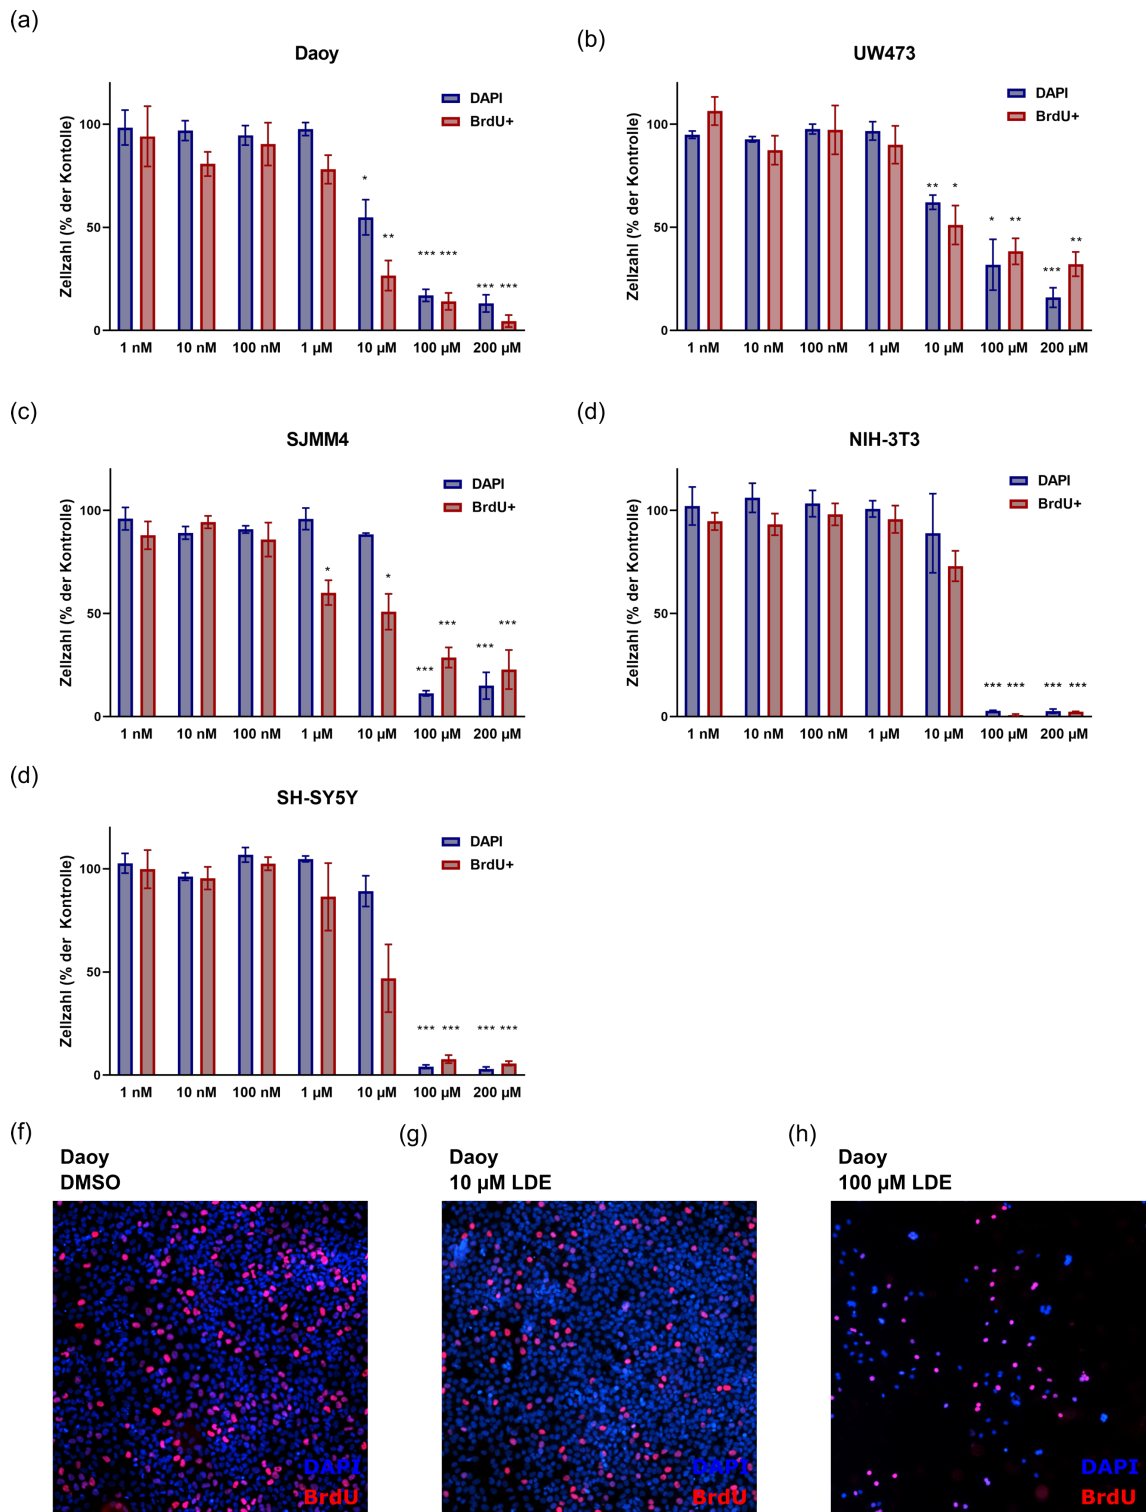 (a)
Daoy
Zellzahl (% der Kontolle)
100
50
0
DAPI
BrdU+
*
**
*** ***
*** ***
1 nM 10 nM 100 nM 1 µM 10 µM 100 µM 200 µM
(b)
UW473
Zellzahl (% der Kontrolle)
100
50
0
DAPI
BrdU+
** *
* **
*** **
1 nM 10 nM 100 nM 1 µM 10 µM 100 µM 200 µM
(c)
SJMM4
Zellzahl (% der Kontrolle)
100
50
0
DAPI
BrdU+
*
*
*** ***
*** ***
1 nM 10 nM 100 nM 1 µM 10 µM 100 µM 200 µM
(d)
NIH-3T3
Zellzahl (% der Kontrolle)
100
50
0
DAPI
BrdU+
*** *** *** ***
1 nM 10 nM 100 nM 1 µM 10 µM 100 µM 200 µM
(d)
SH-SY5Y
Zellzahl (% der Kontrolle)
100
50
0
DAPI
BrdU+
*** *** *** ***
1 nM 10 nM 100 nM 1 µM 10 µM 100 µM 200 µM
(f)
Daoy
DMSO
DAPI
BrdU
(g)
Daoy
10 µM LDE
DAPI
BrdU
(h)
Daoy
100 µM LDE
DAPI
BrdU